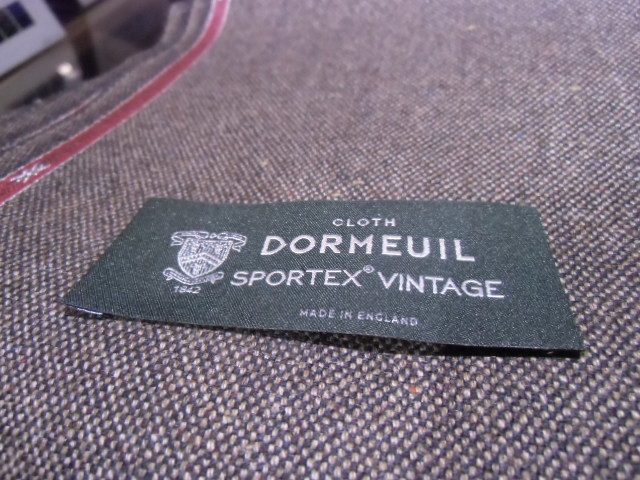 CLOTH
DORMEUIL
SPORTEX® VINTAGE
1842
MADE IN ENGLAND